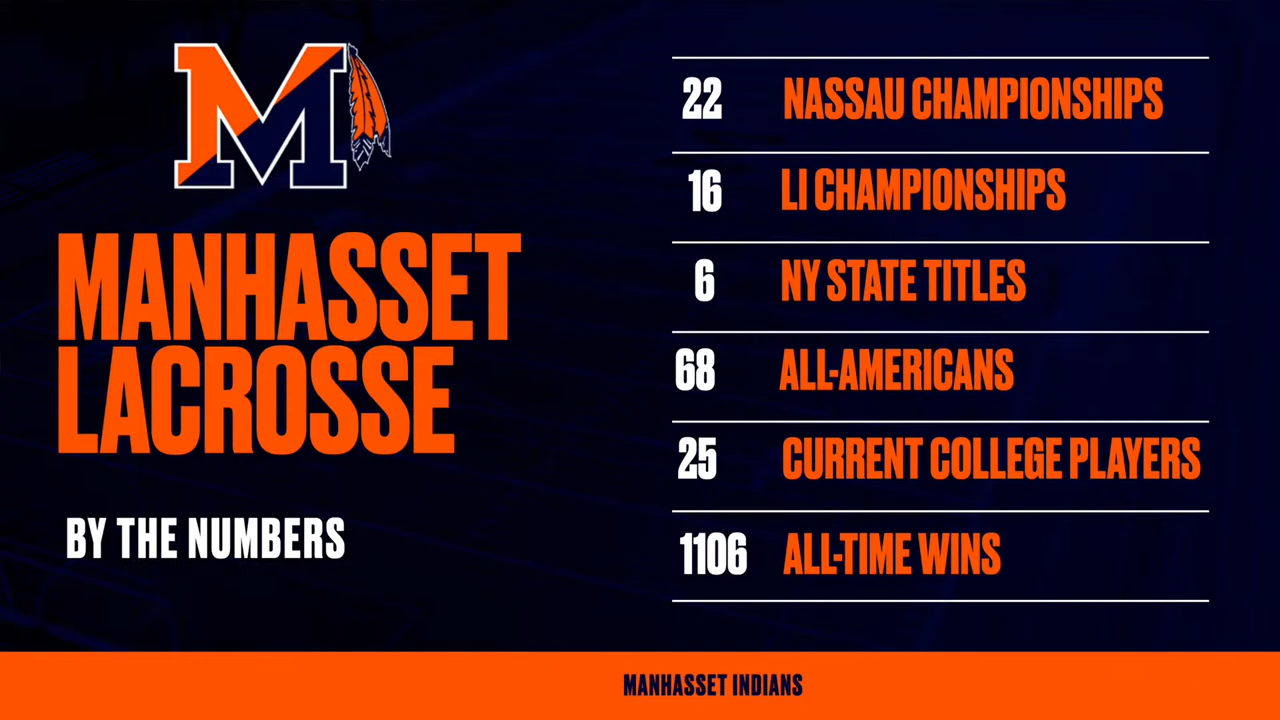 M
MANHASSET
LACROSSE
BY THE NUMBERS
22 NASSAU CHAMPIONSHIPS
16 LI CHAMPIONSHIPS
6 NY STATE TITLES
68 ALL-AMERICANS
25 CURRENT COLLEGE PLAYERS
1106 ALL-TIME WINS
MANHASSET INDIANS